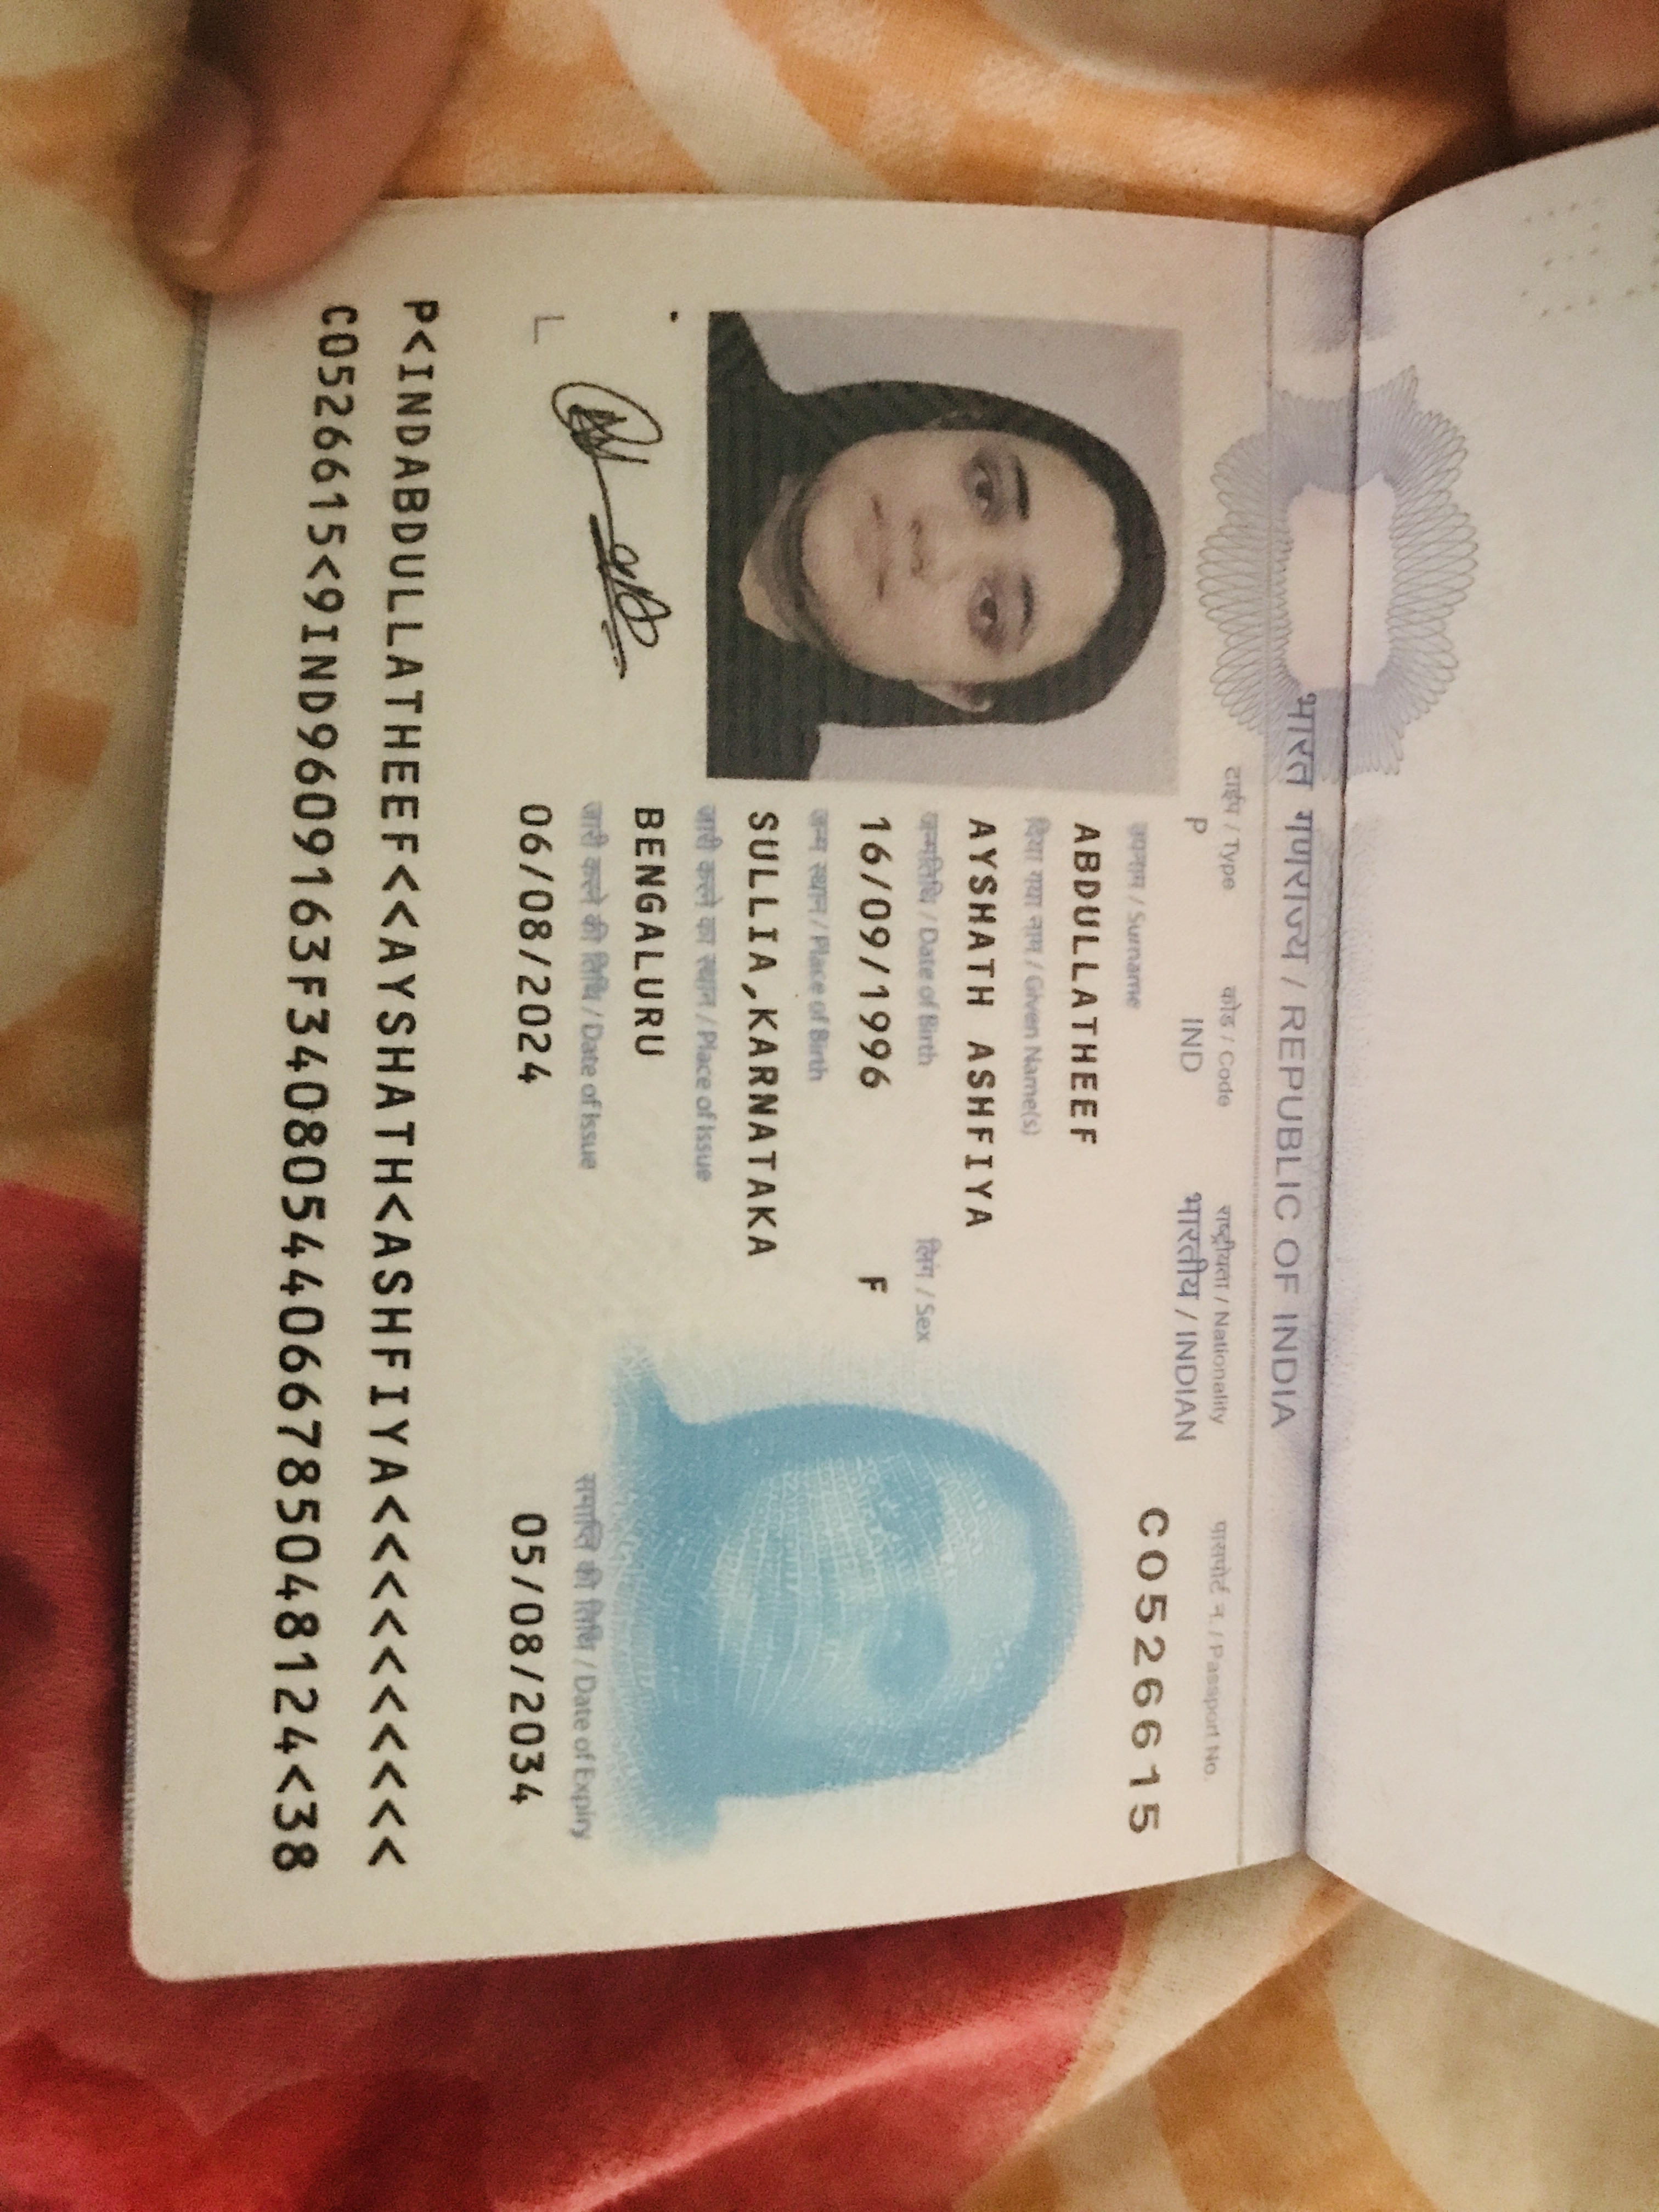 भारत गणराज्य / REPUBLIC OF INDIA
टाईप / Type कोड / Code राष्ट्रीयता / Nationality पासपोर्ट न. / Passport No.
P IND भारतीय / INDIAN C0526615
उपनाम / Surname
ABDULLATHEEF
दिया गया नाम / Given Name(s)
AYSHATH ASHFIYA
जन्मतिथि / Date of Birth लिंग / Sex
16/09/1996 F
जन्म स्थान / Place of Birth
SULLIA,KARNATAKA
जारी करने का स्थान / Place of Issue
BENGALURU
जारी करने की तिथि / Date of Issue समाप्ति की तिथि / Date of Expiry
06/08/2024 05/08/2034
P<INDABDULLATHEEF<<AYSHATH<ASHFIYA<<<<<<<<<<
C0526615<9IND9609163F34080544066785048124<38